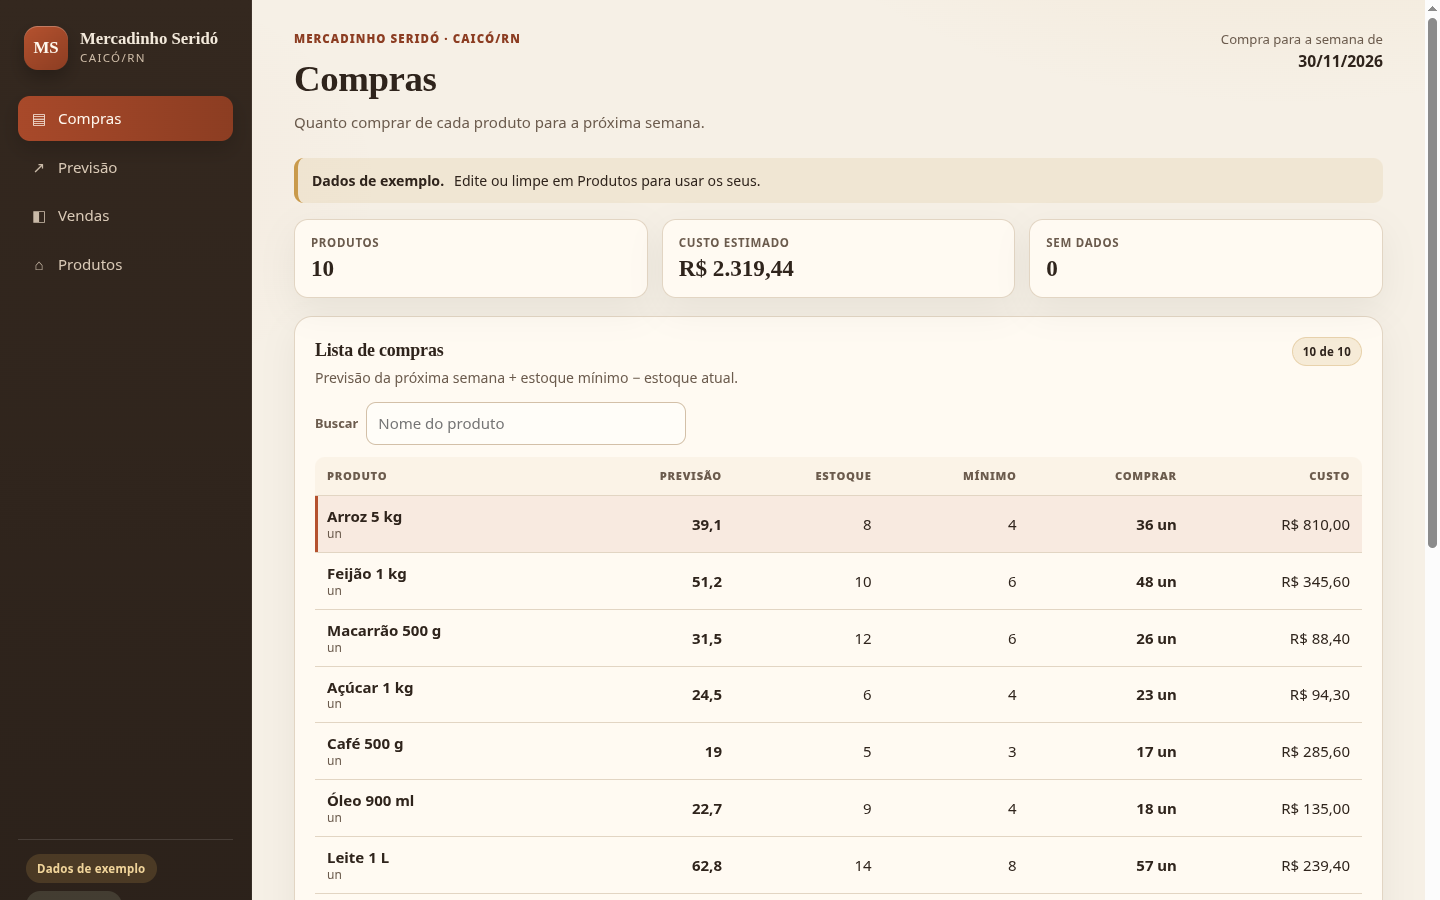 MS
Mercadinho Seridó
CAICÓ/RN
Compras
Previsão
Vendas
Produtos
Dados de exemplo
MERCADINHO SERIDÓ · CAICÓ/RN
Compras
Quanto comprar de cada produto para a próxima semana.
Compra para a semana de
30/11/2026
Dados de exemplo. Edite ou limpe em Produtos para usar os seus.
PRODUTOS
10
CUSTO ESTIMADO
R$ 2.319,44
SEM DADOS
0
Lista de compras
10 de 10
Previsão da próxima semana + estoque mínimo − estoque atual.
Buscar Nome do produto
PRODUTO PREVISÃO ESTOQUE MÍNIMO COMPRAR CUSTO
Arroz 5 kg 39,1 8 4 36 un R$ 810,00
un
Feijão 1 kg 51,2 10 6 48 un R$ 345,60
un
Macarrão 500 g 31,5 12 6 26 un R$ 88,40
un
Açúcar 1 kg 24,5 6 4 23 un R$ 94,30
un
Café 500 g 19 5 3 17 un R$ 285,60
un
Óleo 900 ml 22,7 9 4 18 un R$ 135,00
un
Leite 1 L 62,8 14 8 57 un R$ 239,40
un